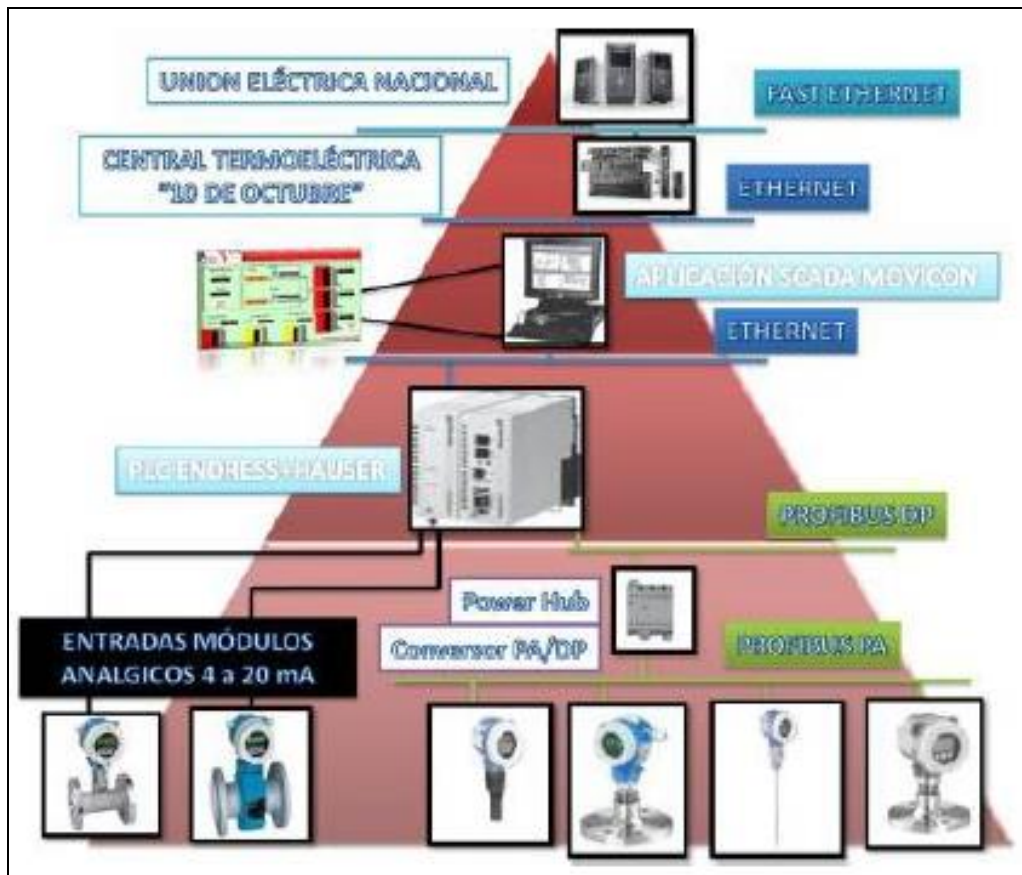 UNION ELÉCTRICA NACIONAL
FAST ETHERNET
CENTRAL TERMOELÉCTRICA
"10 DE OCTUBRE"
ETHERNET
APLICACIÓN SCADA MOVICON
ETHERNET
PLC ENDRESS+HAUSER
PROFIBUS DP
Power Hub
Conversor PA/DP
PROFIBUS PA
ENTRADAS MÓDULOS
ANALGICOS 4 a 20 mA